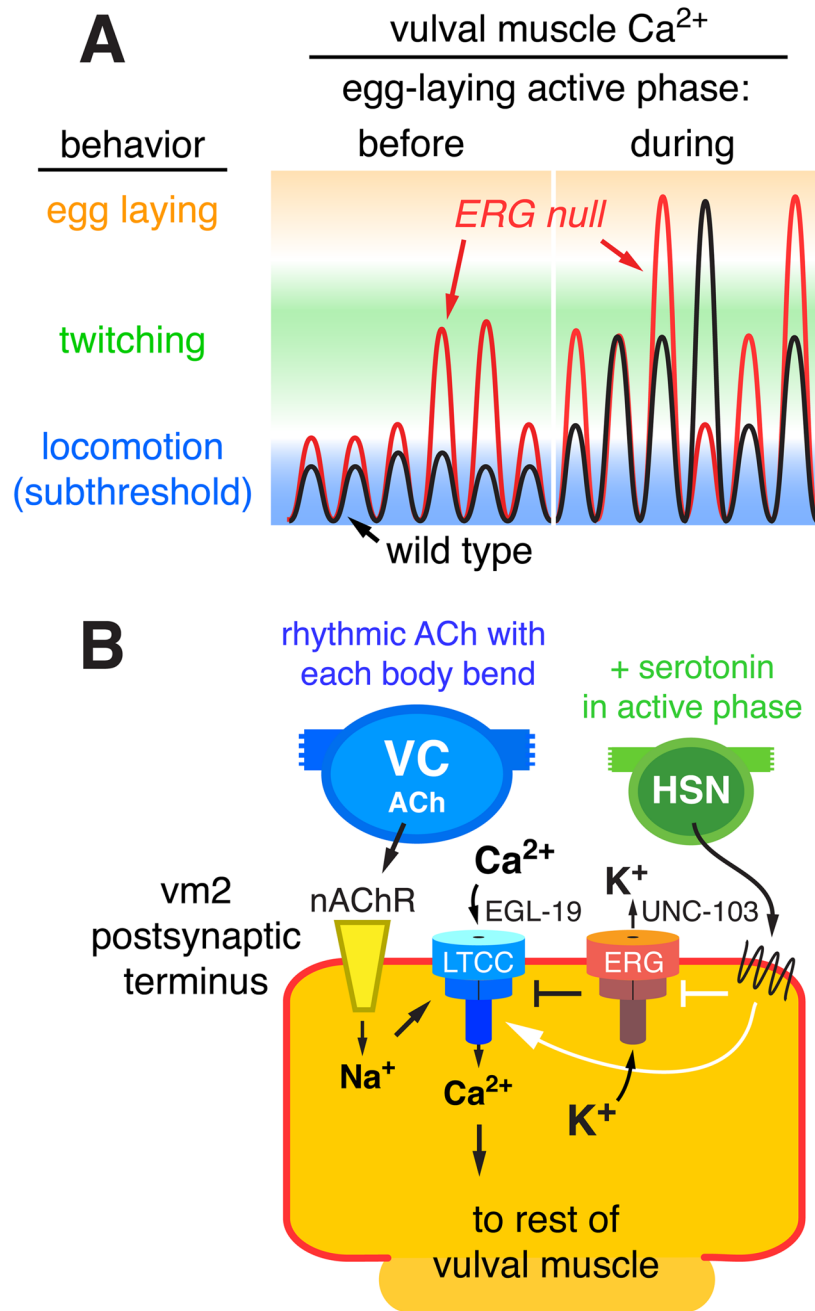 A
vulval muscle Ca²⁺
egg-laying active phase:
behavior
before
during
egg laying
ERG null
twitching
locomotion
(subthreshold)
wild type
B
rhythmic ACh with
each body bend
+ serotonin
in active phase
VC
ACh
HSN
Ca²⁺
K⁺
nAChR
EGL-19
UNC-103
vm2
postsynaptic
terminus
LTCC
ERG
Na⁺
Ca²⁺
K⁺
to rest of
vulval muscle